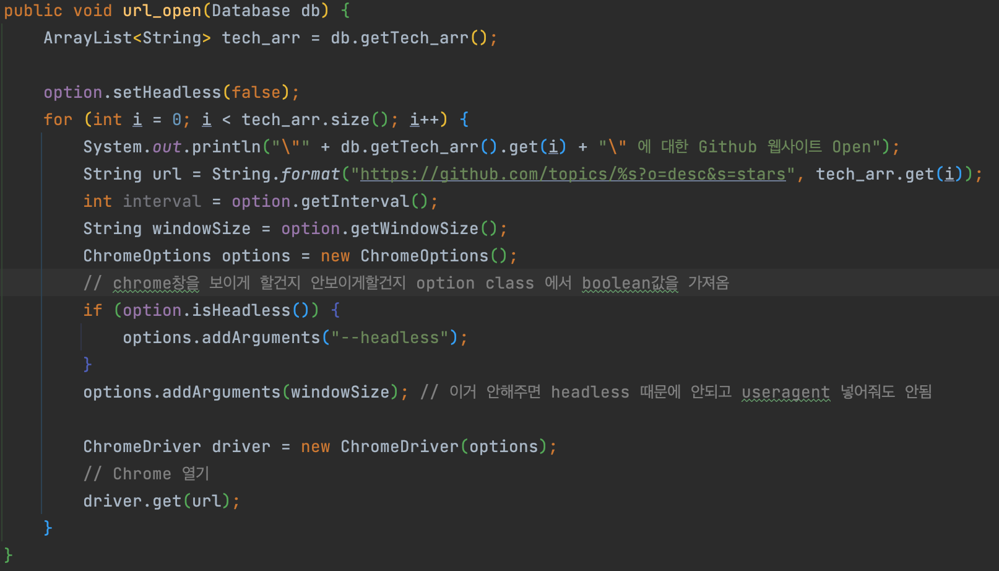 public void url_open(Database db) {
ArrayList<String> tech_arr = db.getTech_arr();
option.setHeadless(false);
for (int i = 0; i < tech_arr.size(); i++) {
System.out.println("\"" + db.getTech_arr().get(i) + "\" 에 대한 Github 웹사이트 Open");
String url = String.format("https://github.com/topics/%s?o=desc&s=stars", tech_arr.get(i));
int interval = option.getInterval();
String windowSize = option.getWindowSize();
ChromeOptions options = new ChromeOptions();
// chrome창을 보이게 할건지 안보이게할건지 option class 에서 boolean값을 가져옴
if (option.isHeadless()) {
options.addArguments("--headless");
}
options.addArguments(windowSize); // 이거 안해주면 headless 때문에 안되고 useragent 넣어줘도 안됨
ChromeDriver driver = new ChromeDriver(options);
// Chrome 열기
driver.get(url);
}
}